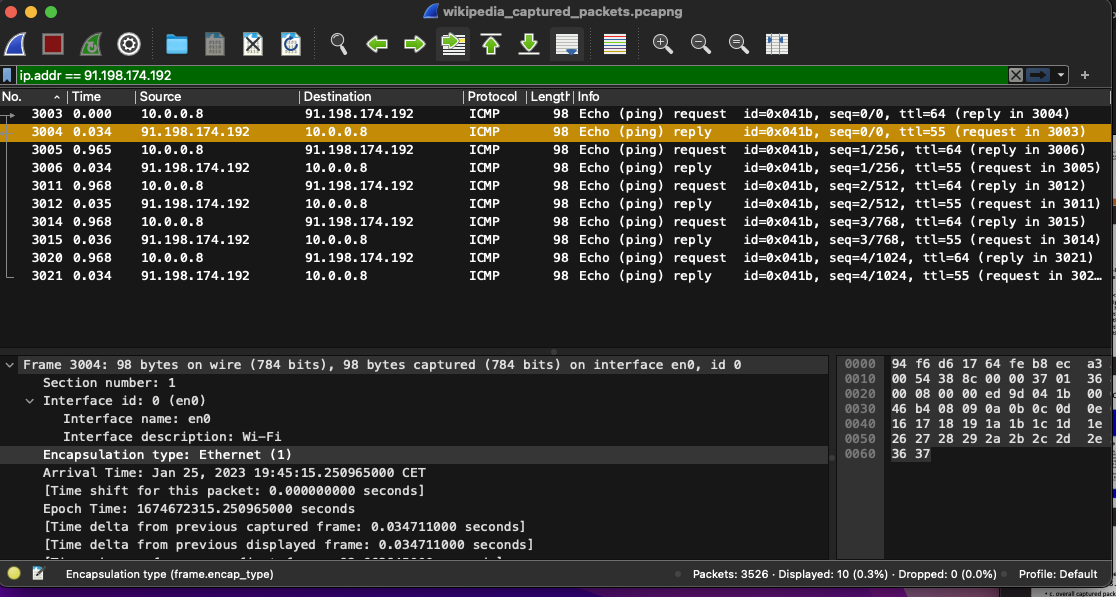 wikipedia_captured_packets.pcapng
ip.addr == 91.198.174.192
No. Time Source Destination Protocol Length Info
3003 0.000 10.0.0.8 91.198.174.192 ICMP 98 Echo (ping) request id=0x041b, seq=0/0, ttl=64 (reply in 3004)
3004 0.034 91.198.174.192 10.0.0.8 ICMP 98 Echo (ping) reply id=0x041b, seq=0/0, ttl=55 (request in 3003)
3005 0.965 10.0.0.8 91.198.174.192 ICMP 98 Echo (ping) request id=0x041b, seq=1/256, ttl=64 (reply in 3006)
3006 0.034 91.198.174.192 10.0.0.8 ICMP 98 Echo (ping) reply id=0x041b, seq=1/256, ttl=55 (request in 3005)
3011 0.968 10.0.0.8 91.198.174.192 ICMP 98 Echo (ping) request id=0x041b, seq=2/512, ttl=64 (reply in 3012)
3012 0.035 91.198.174.192 10.0.0.8 ICMP 98 Echo (ping) reply id=0x041b, seq=2/512, ttl=55 (request in 3011)
3014 0.968 10.0.0.8 91.198.174.192 ICMP 98 Echo (ping) request id=0x041b, seq=3/768, ttl=64 (reply in 3015)
3015 0.036 91.198.174.192 10.0.0.8 ICMP 98 Echo (ping) reply id=0x041b, seq=3/768, ttl=55 (request in 3014)
3020 0.968 10.0.0.8 91.198.174.192 ICMP 98 Echo (ping) request id=0x041b, seq=4/1024, ttl=64 (reply in 3021)
3021 0.034 91.198.174.192 10.0.0.8 ICMP 98 Echo (ping) reply id=0x041b, seq=4/1024, ttl=55 (request in 302…
Frame 3004: 98 bytes on wire (784 bits), 98 bytes captured (784 bits) on interface en0, id 0
Section number: 1
Interface id: 0 (en0)
Interface name: en0
Interface description: Wi-Fi
Encapsulation type: Ethernet (1)
Arrival Time: Jan 25, 2023 19:45:15.250965000 CET
[Time shift for this packet: 0.000000000 seconds]
Epoch Time: 1674672315.250965000 seconds
[Time delta from previous captured frame: 0.034711000 seconds]
[Time delta from previous displayed frame: 0.034711000 seconds]
0000 94 f6 d6 17 64 fe b8 ec a3
0010 00 54 38 8c 00 00 37 01 36
0020 00 08 00 00 ed 9d 04 1b 00
0030 46 b4 08 09 0a 0b 0c 0d 0e
0040 16 17 18 19 1a 1b 1c 1d 1e
0050 26 27 28 29 2a 2b 2c 2d 2e
0060 36 37
Encapsulation type (frame.encap_type)
Packets: 3526 · Displayed: 10 (0.3%) · Dropped: 0 (0.0%)
Profile: Default
• c. overall captured pack